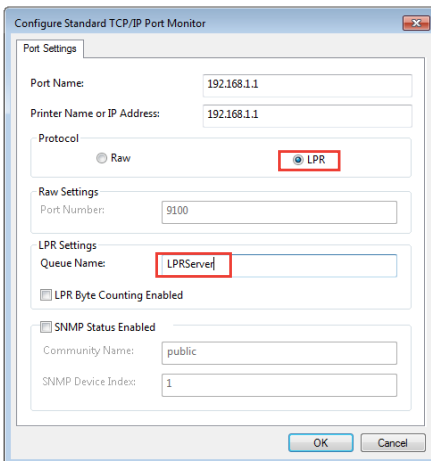 Configure Standard TCP/IP Port Monitor
Port Settings
Port Name: 192.168.1.1
Printer Name or IP Address: 192.168.1.1
Protocol
Raw LPR
Raw Settings
Port Number: 9100
LPR Settings
Queue Name: LPRServer
LPR Byte Counting Enabled
SNMP Status Enabled
Community Name: public
SNMP Device Index: 1
OK Cancel